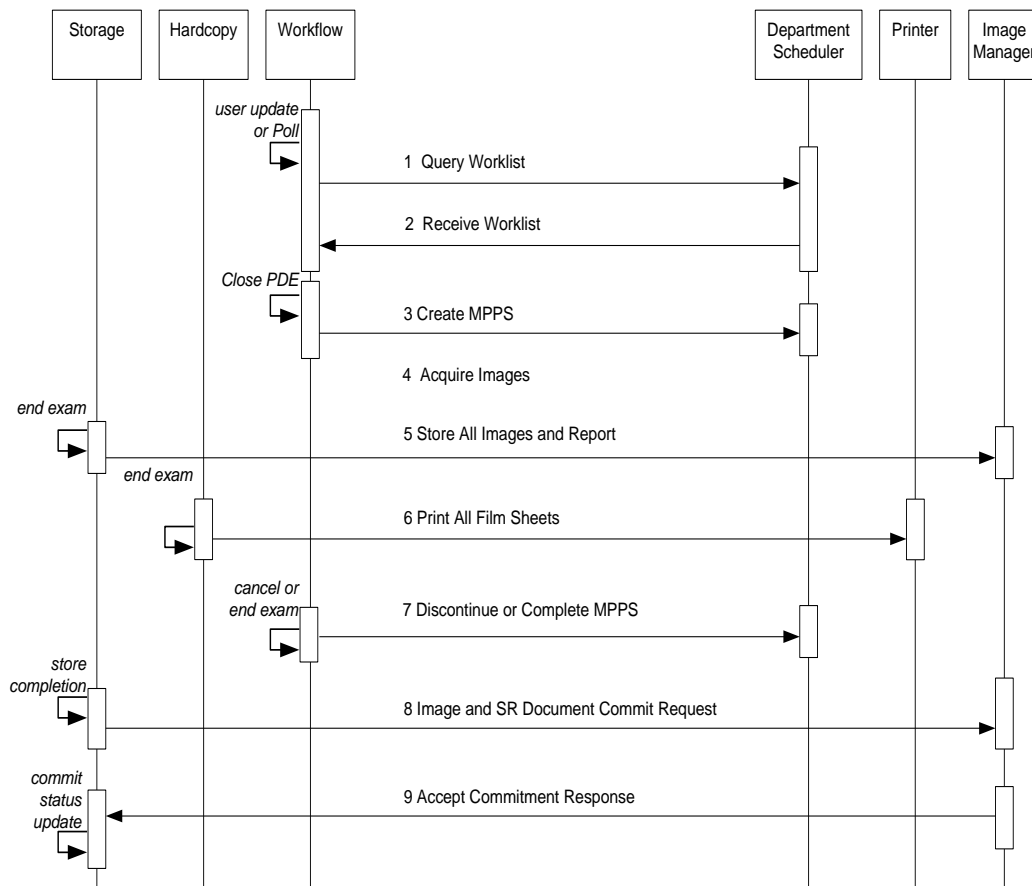 Storage
Hardcopy
Workflow
Department
Scheduler
Printer
Image
Manager
user update
or Poll
1 Query Worklist
2 Receive Worklist
Close PDE
3 Create MPPS
4 Acquire Images
end exam
5 Store All Images and Report
end exam
6 Print All Film Sheets
cancel or
end exam
7 Discontinue or Complete MPPS
store
completion
8 Image and SR Document Commit Request
commit
status
update
9 Accept Commitment Response